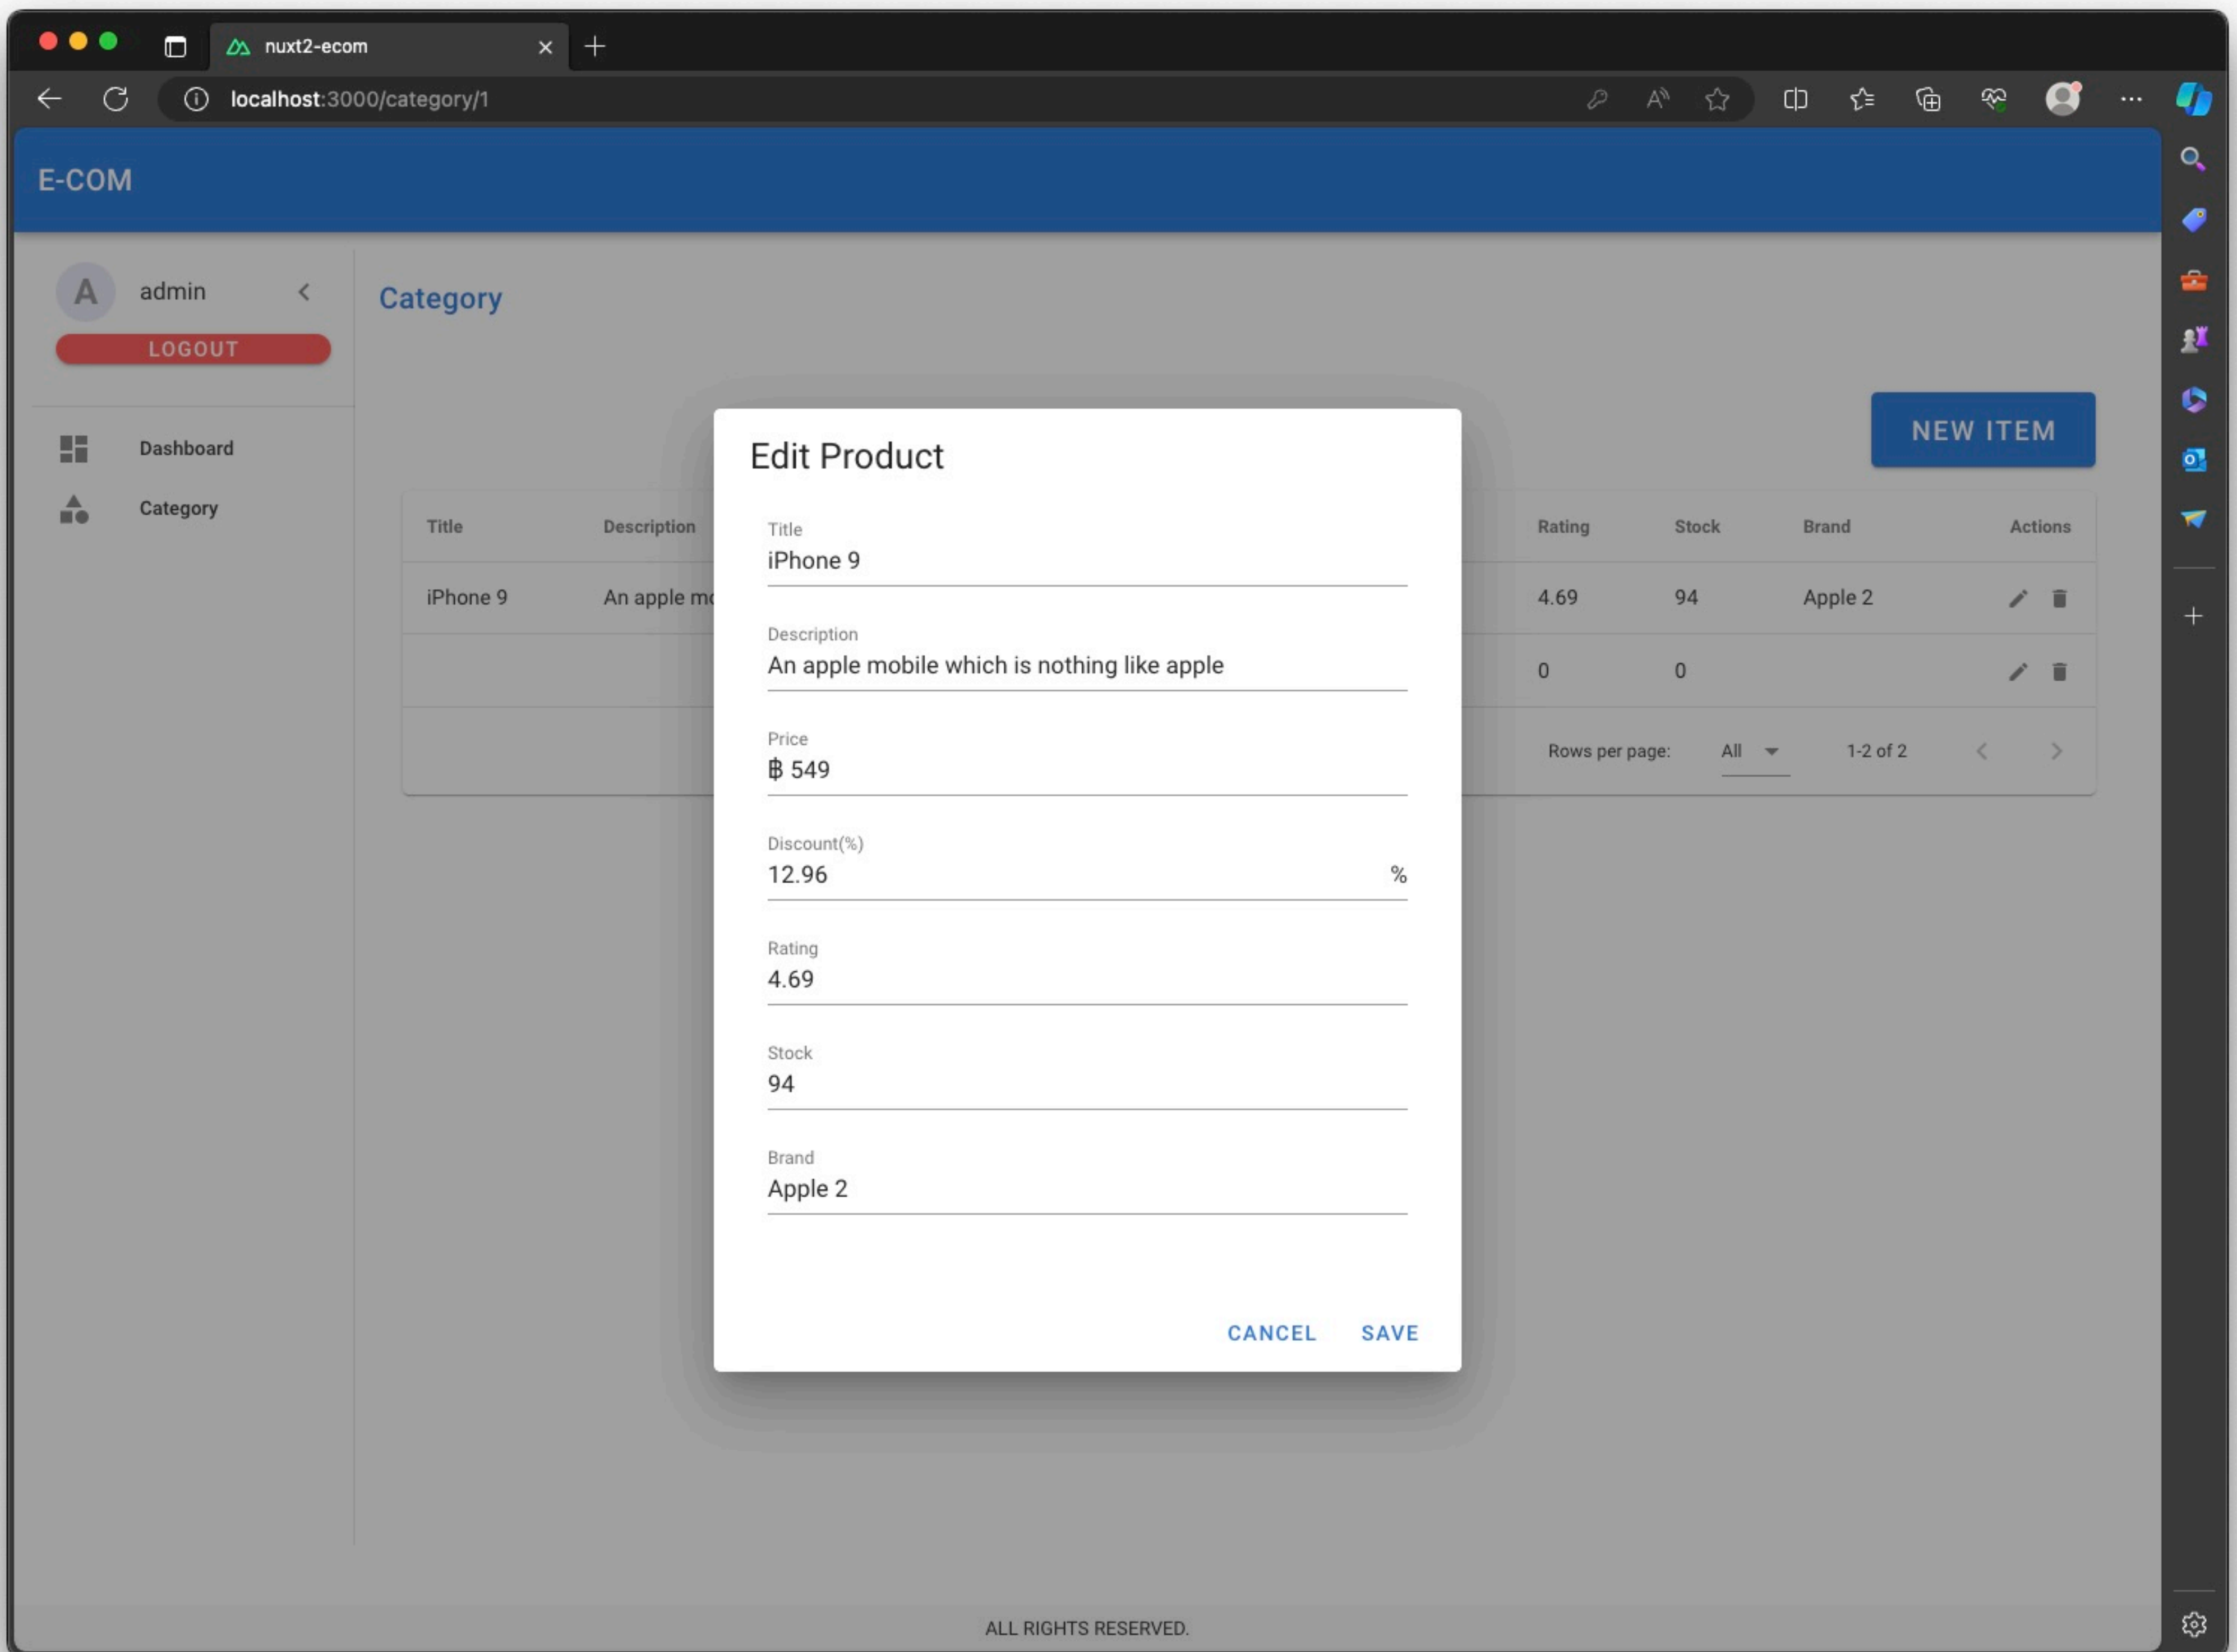 nuxt2-ecom
localhost:3000/category/1
E-COM
A admin
LOGOUT
Dashboard
Category
Category
NEW ITEM
Title Description Rating Stock Brand Actions
iPhone 9 An apple mo 4.69 94 Apple 2
0 0
Rows per page: All 1-2 of 2
Edit Product
Title
iPhone 9
Description
An apple mobile which is nothing like apple
Price
฿ 549
Discount(%)
12.96 %
Rating
4.69
Stock
94
Brand
Apple 2
CANCEL SAVE
ALL RIGHTS RESERVED.